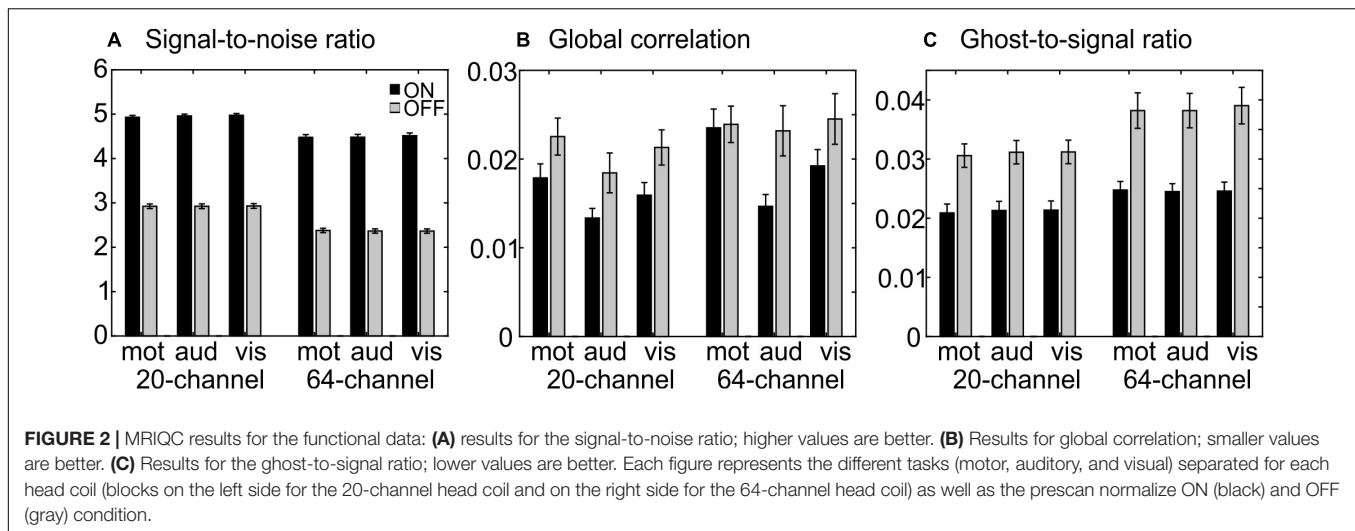 A Signal-to-noise ratio
6
5
4
3
2
1
0
ON
OFF
mot aud vis
20-channel
mot aud vis
64-channel
B Global correlation
0.03
0.02
0.01
0
mot aud vis
20-channel
mot aud vis
64-channel
C Ghost-to-signal ratio
0.04
0.03
0.02
0.01
0
mot aud vis
20-channel
mot aud vis
64-channel
FIGURE 2 | MRIQC results for the functional data: (A) results for the signal-to-noise ratio; higher values are better. (B) Results for global correlation; smaller values
are better. (C) Results for the ghost-to-signal ratio; lower values are better. Each figure represents the different tasks (motor, auditory, and visual) separated for each
head coil (blocks on the left side for the 20-channel head coil and on the right side for the 64-channel head coil) as well as the prescan normalize ON (black) and OFF
(gray) condition.